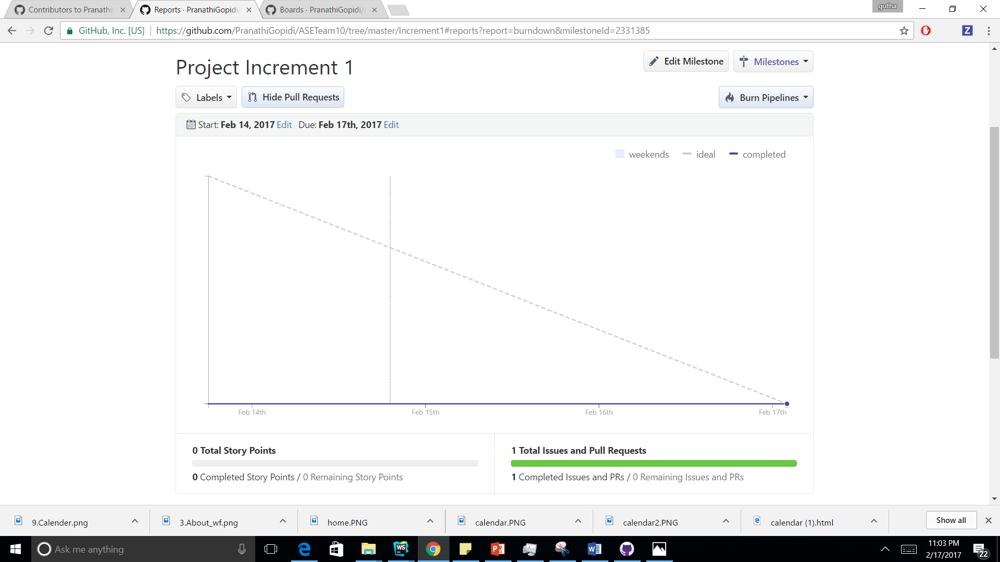 Contributors to Pranathi
Reports · PranathiGopidi/
Boards · PranathiGopidi/
gutha
GitHub, Inc. [US]
https://github.com/PranathiGopidi/ASETeam10/tree/master/Increment1#reports?report=burndown&milestoneId=2331385
Project Increment 1
Edit Milestone
Milestones
Labels
Hide Pull Requests
Burn Pipelines
Start: Feb 14, 2017 Edit Due: Feb 17th, 2017 Edit
weekends
ideal
completed
Feb 14th
Feb 15th
Feb 16th
Feb 17th
0 Total Story Points
0 Completed Story Points / 0 Remaining Story Points
1 Total Issues and Pull Requests
1 Completed Issues and PRs / 0 Remaining Issues and PRs
9.Calender.png
3.About_wf.png
home.PNG
calendar.PNG
calendar2.PNG
calendar (1).html
Show all
Ask me anything
WS
11:03 PM
2/17/2017
22